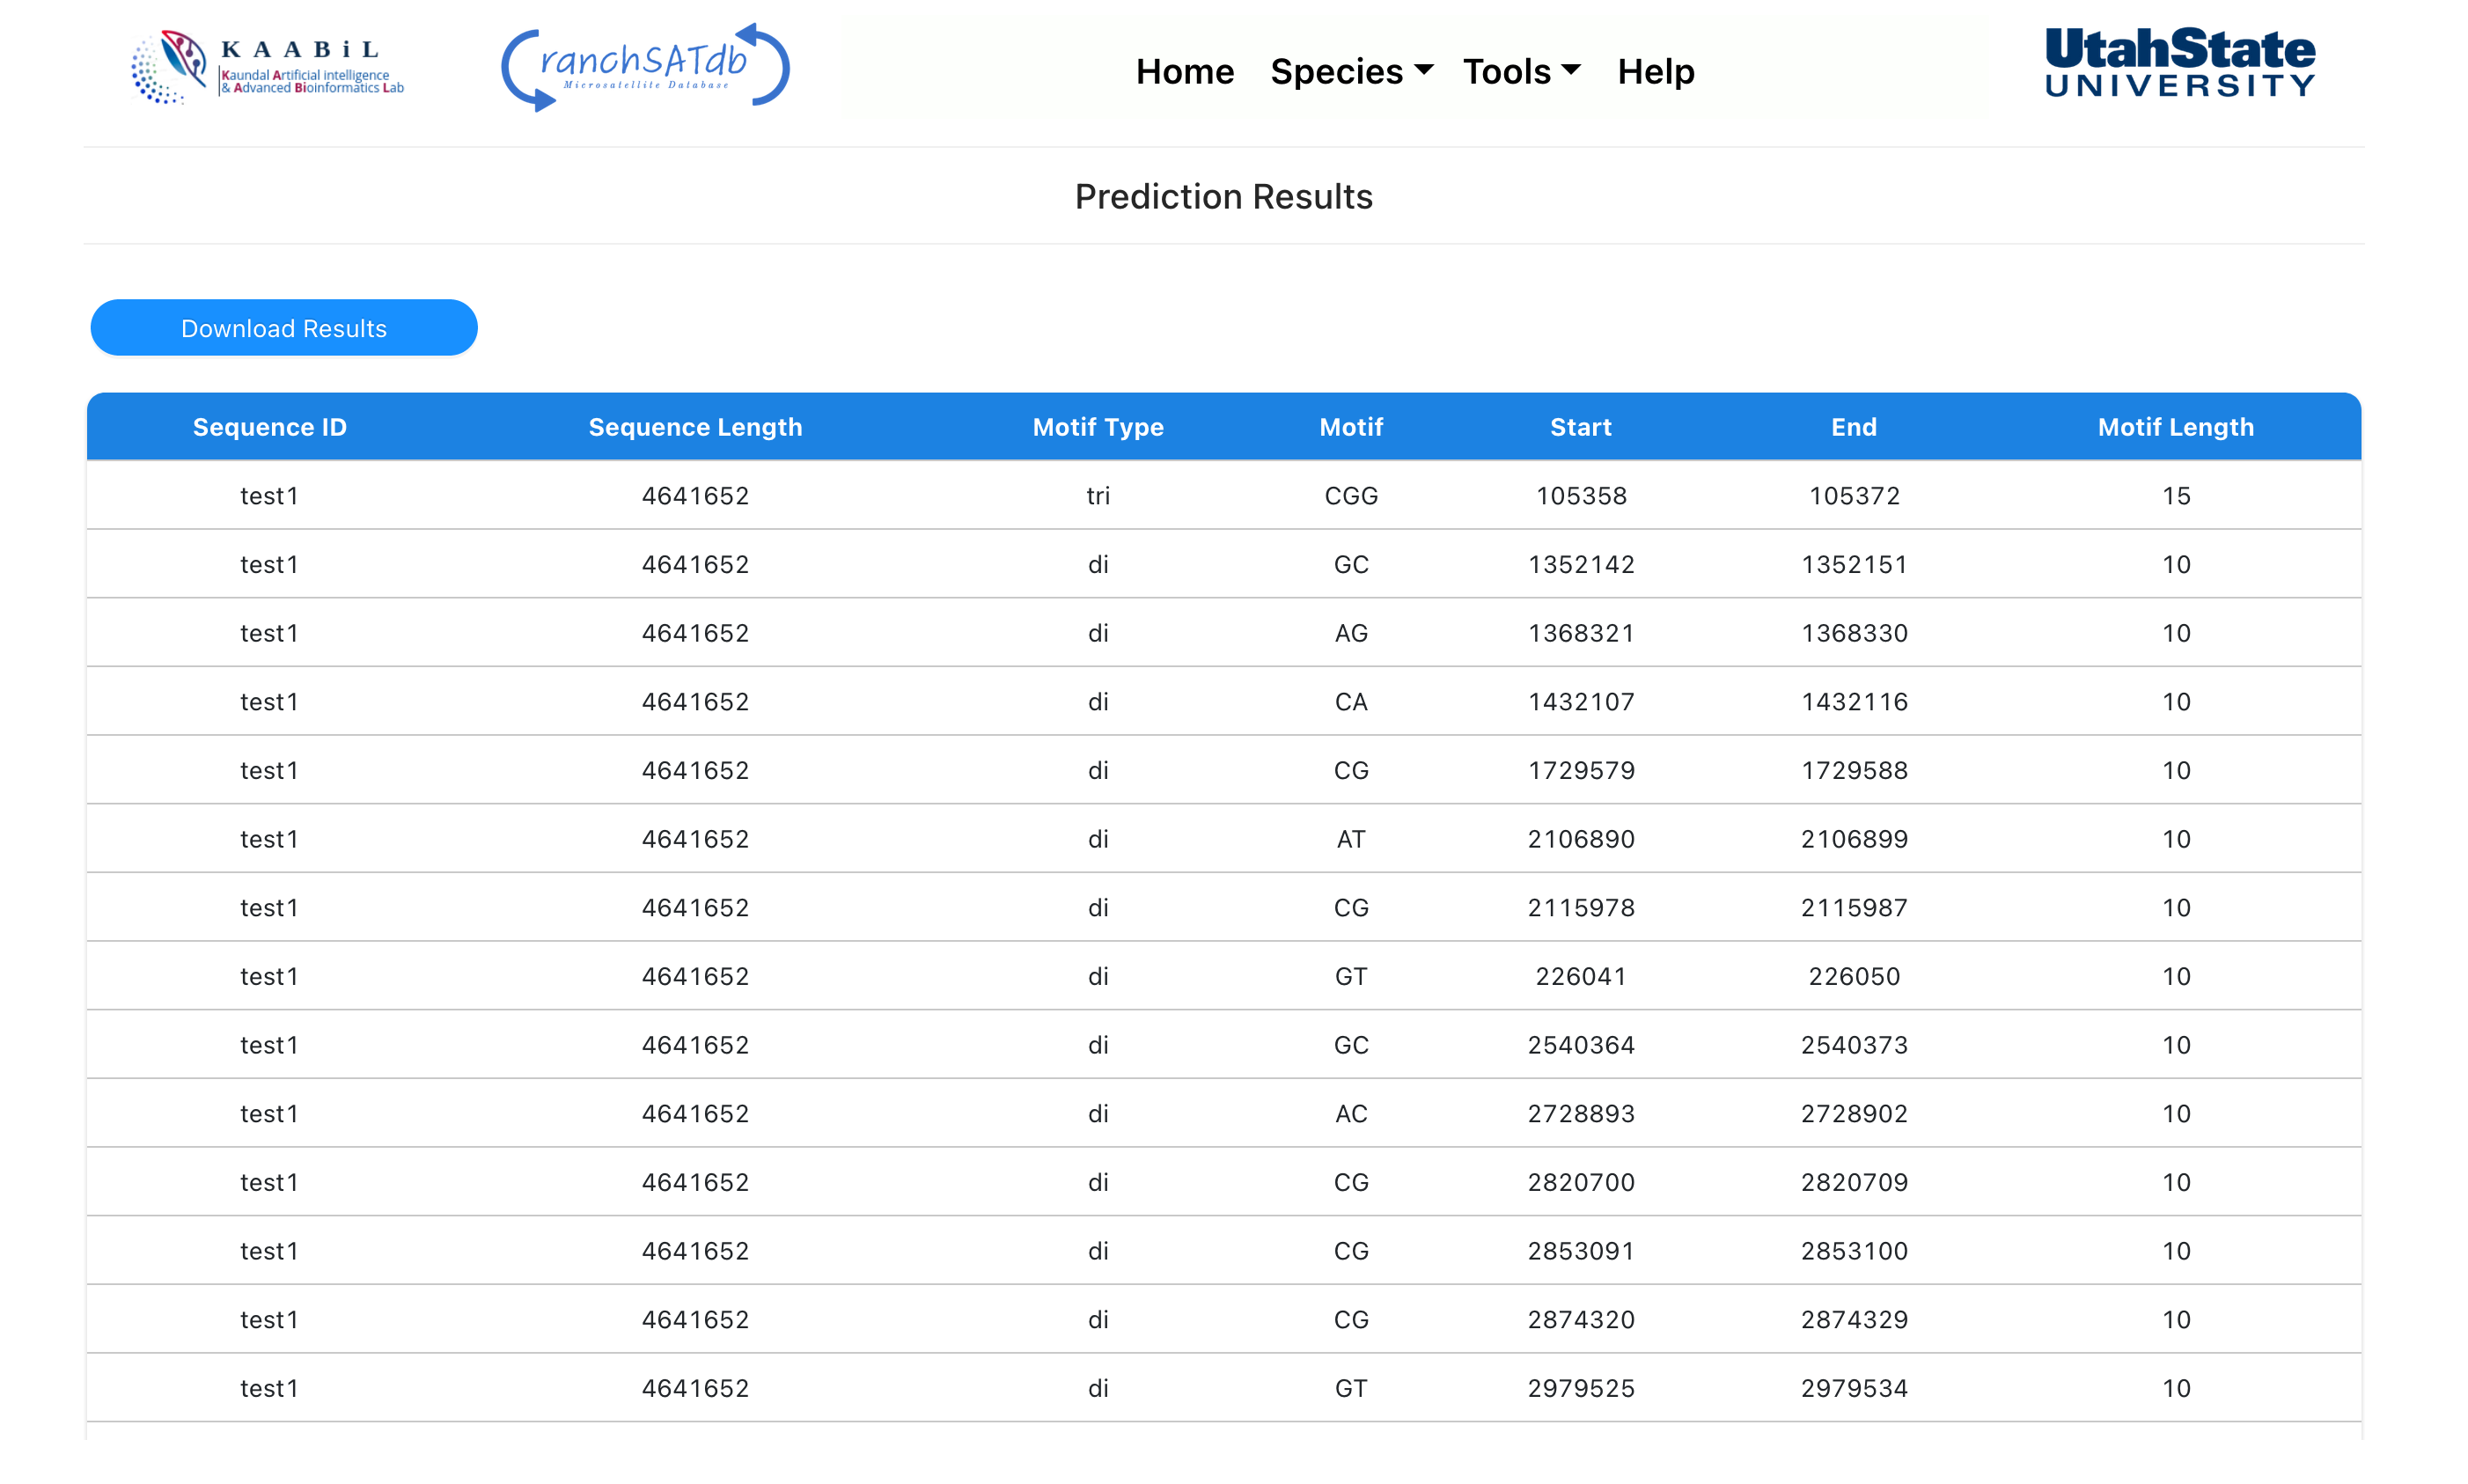 KAABiL
Kaundal Artificial intelligence
& Advanced Bioinformatics Lab
ranchSATdb
Microsatellite Database
Home Species Tools Help
UtahState
UNIVERSITY
Prediction Results
Download Results
Sequence ID Sequence Length Motif Type Motif Start End Motif Length
test1 4641652 tri CGG 105358 105372 15
test1 4641652 di GC 1352142 1352151 10
test1 4641652 di AG 1368321 1368330 10
test1 4641652 di CA 1432107 1432116 10
test1 4641652 di CG 1729579 1729588 10
test1 4641652 di AT 2106890 2106899 10
test1 4641652 di CG 2115978 2115987 10
test1 4641652 di GT 226041 226050 10
test1 4641652 di GC 2540364 2540373 10
test1 4641652 di AC 2728893 2728902 10
test1 4641652 di CG 2820700 2820709 10
test1 4641652 di CG 2853091 2853100 10
test1 4641652 di CG 2874320 2874329 10
test1 4641652 di GT 2979525 2979534 10